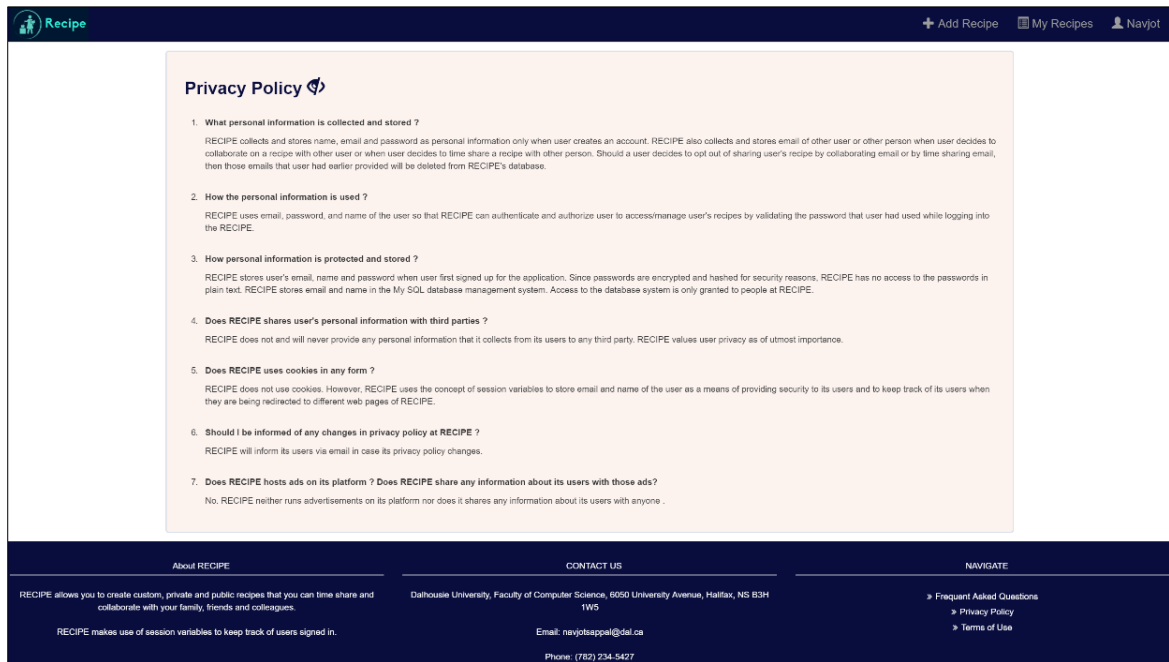 Recipe
Add Recipe My Recipes Navjot
Privacy Policy
1. What personal information is collected and stored ?
RECIPE collects and stores name, email and password as personal information only when user creates an account. RECIPE also collects and stores email of other user or other person when user decides to
collaborate on a recipe with other user or when user decides to time share a recipe with other person. Should a user decides to opt out of sharing user's recipe by collaborating email or by time sharing email,
then those emails that user had earlier provided will be deleted from RECIPE's database.
2. How the personal information is used ?
RECIPE uses email, password, and name of the user so that RECIPE can authenticate and authorize user to access/manage user's recipes by validating the password that user had used while logging into
the RECIPE.
3. How personal information is protected and stored ?
RECIPE stores user's email, name and password when user first signed up for the application. Since passwords are encrypted and hashed for security reasons, RECIPE has no access to the passwords in
plain text. RECIPE stores email and name in the My SQL database management system. Access to the database system is only granted to people at RECIPE.
4. Does RECIPE shares user's personal information with third parties ?
RECIPE does not and will never provide any personal information that it collects from its users to any third party. RECIPE values user privacy as of utmost importance.
5. Does RECIPE uses cookies in any form ?
RECIPE does not use cookies. However, RECIPE uses the concept of session variables to store email and name of the user as a means of providing security to its users and to keep track of its users when
they are being redirected to different web pages of RECIPE.
6. Should I be informed of any changes in privacy policy at RECIPE ?
RECIPE will inform its users via email in case its privacy policy changes.
7. Does RECIPE hosts ads on its platform ? Does RECIPE share any information about its users with those ads?
No. RECIPE neither runs advertisements on its platform nor does it shares any information about its users with anyone .
About RECIPE
RECIPE allows you to create custom, private and public recipes that you can time share and
collaborate with your family, friends and colleagues.
RECIPE makes use of session variables to keep track of users signed in.
CONTACT US
Dalhousie University, Faculty of Computer Science, 6050 University Avenue, Halifax, NS B3H
1W5
Email: navjotsappal@dal.ca
Phone: (782) 234-5427
NAVIGATE
» Frequent Asked Questions
» Privacy Policy
» Terms of Use